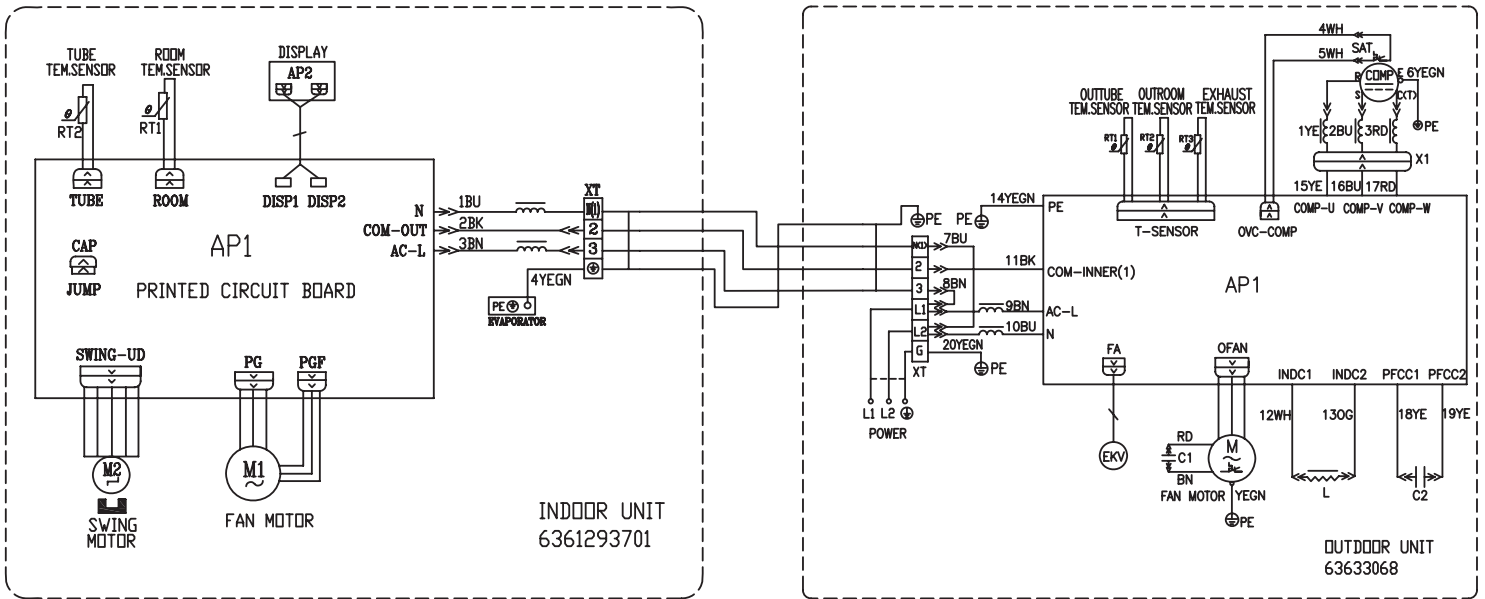 TUBE
TEM.SENSOR
RT2
TUBE
ROOM
TEM.SENSOR
RT1
ROOM
DISPLAY
AP2
DISP1 DISP2
CAP
JUMP
AP1
PRINTED CIRCUIT BOARD
N
COM-OUT
AC-L
1BU
2BK
3BN
4YEGN
XT
N(1)
2
3
PE
EVAPORATOR
SWING-UD
M2
SWING
MOTOR
PG
PGF
M1
FAN MOTOR
INDOOR UNIT
6361293701
4WH
5WH
SAT
COMP
R
S
C(T)
E
6YEGN
PE
1YE
2BU
3RD
X1
15YE
16BU
17RD
COMP-U
COMP-V
COMP-W
OUTTUBE
TEM.SENSOR
OUTROOM
TEM.SENSOR
EXHAUST
TEM.SENSOR
RT1
RT2
RT3
T-SENSOR
OVC-COMP
PE
PE
14YEGN
PE
N(1)
2
3
L1
L2
G
XT
7BU
8BN
9BN
10BU
11BK
20YEGN
PE
COM-INNER(1)
AC-L
N
AP1
L1 L2
POWER
FA
EKV
OFAN
RD
C1
BN
M
FAN MOTOR
YEGN
PE
INDC1
INDC2
12WH
13OG
L
PFCC1
PFCC2
18YE
19YE
C2
OUTDOOR UNIT
63633068